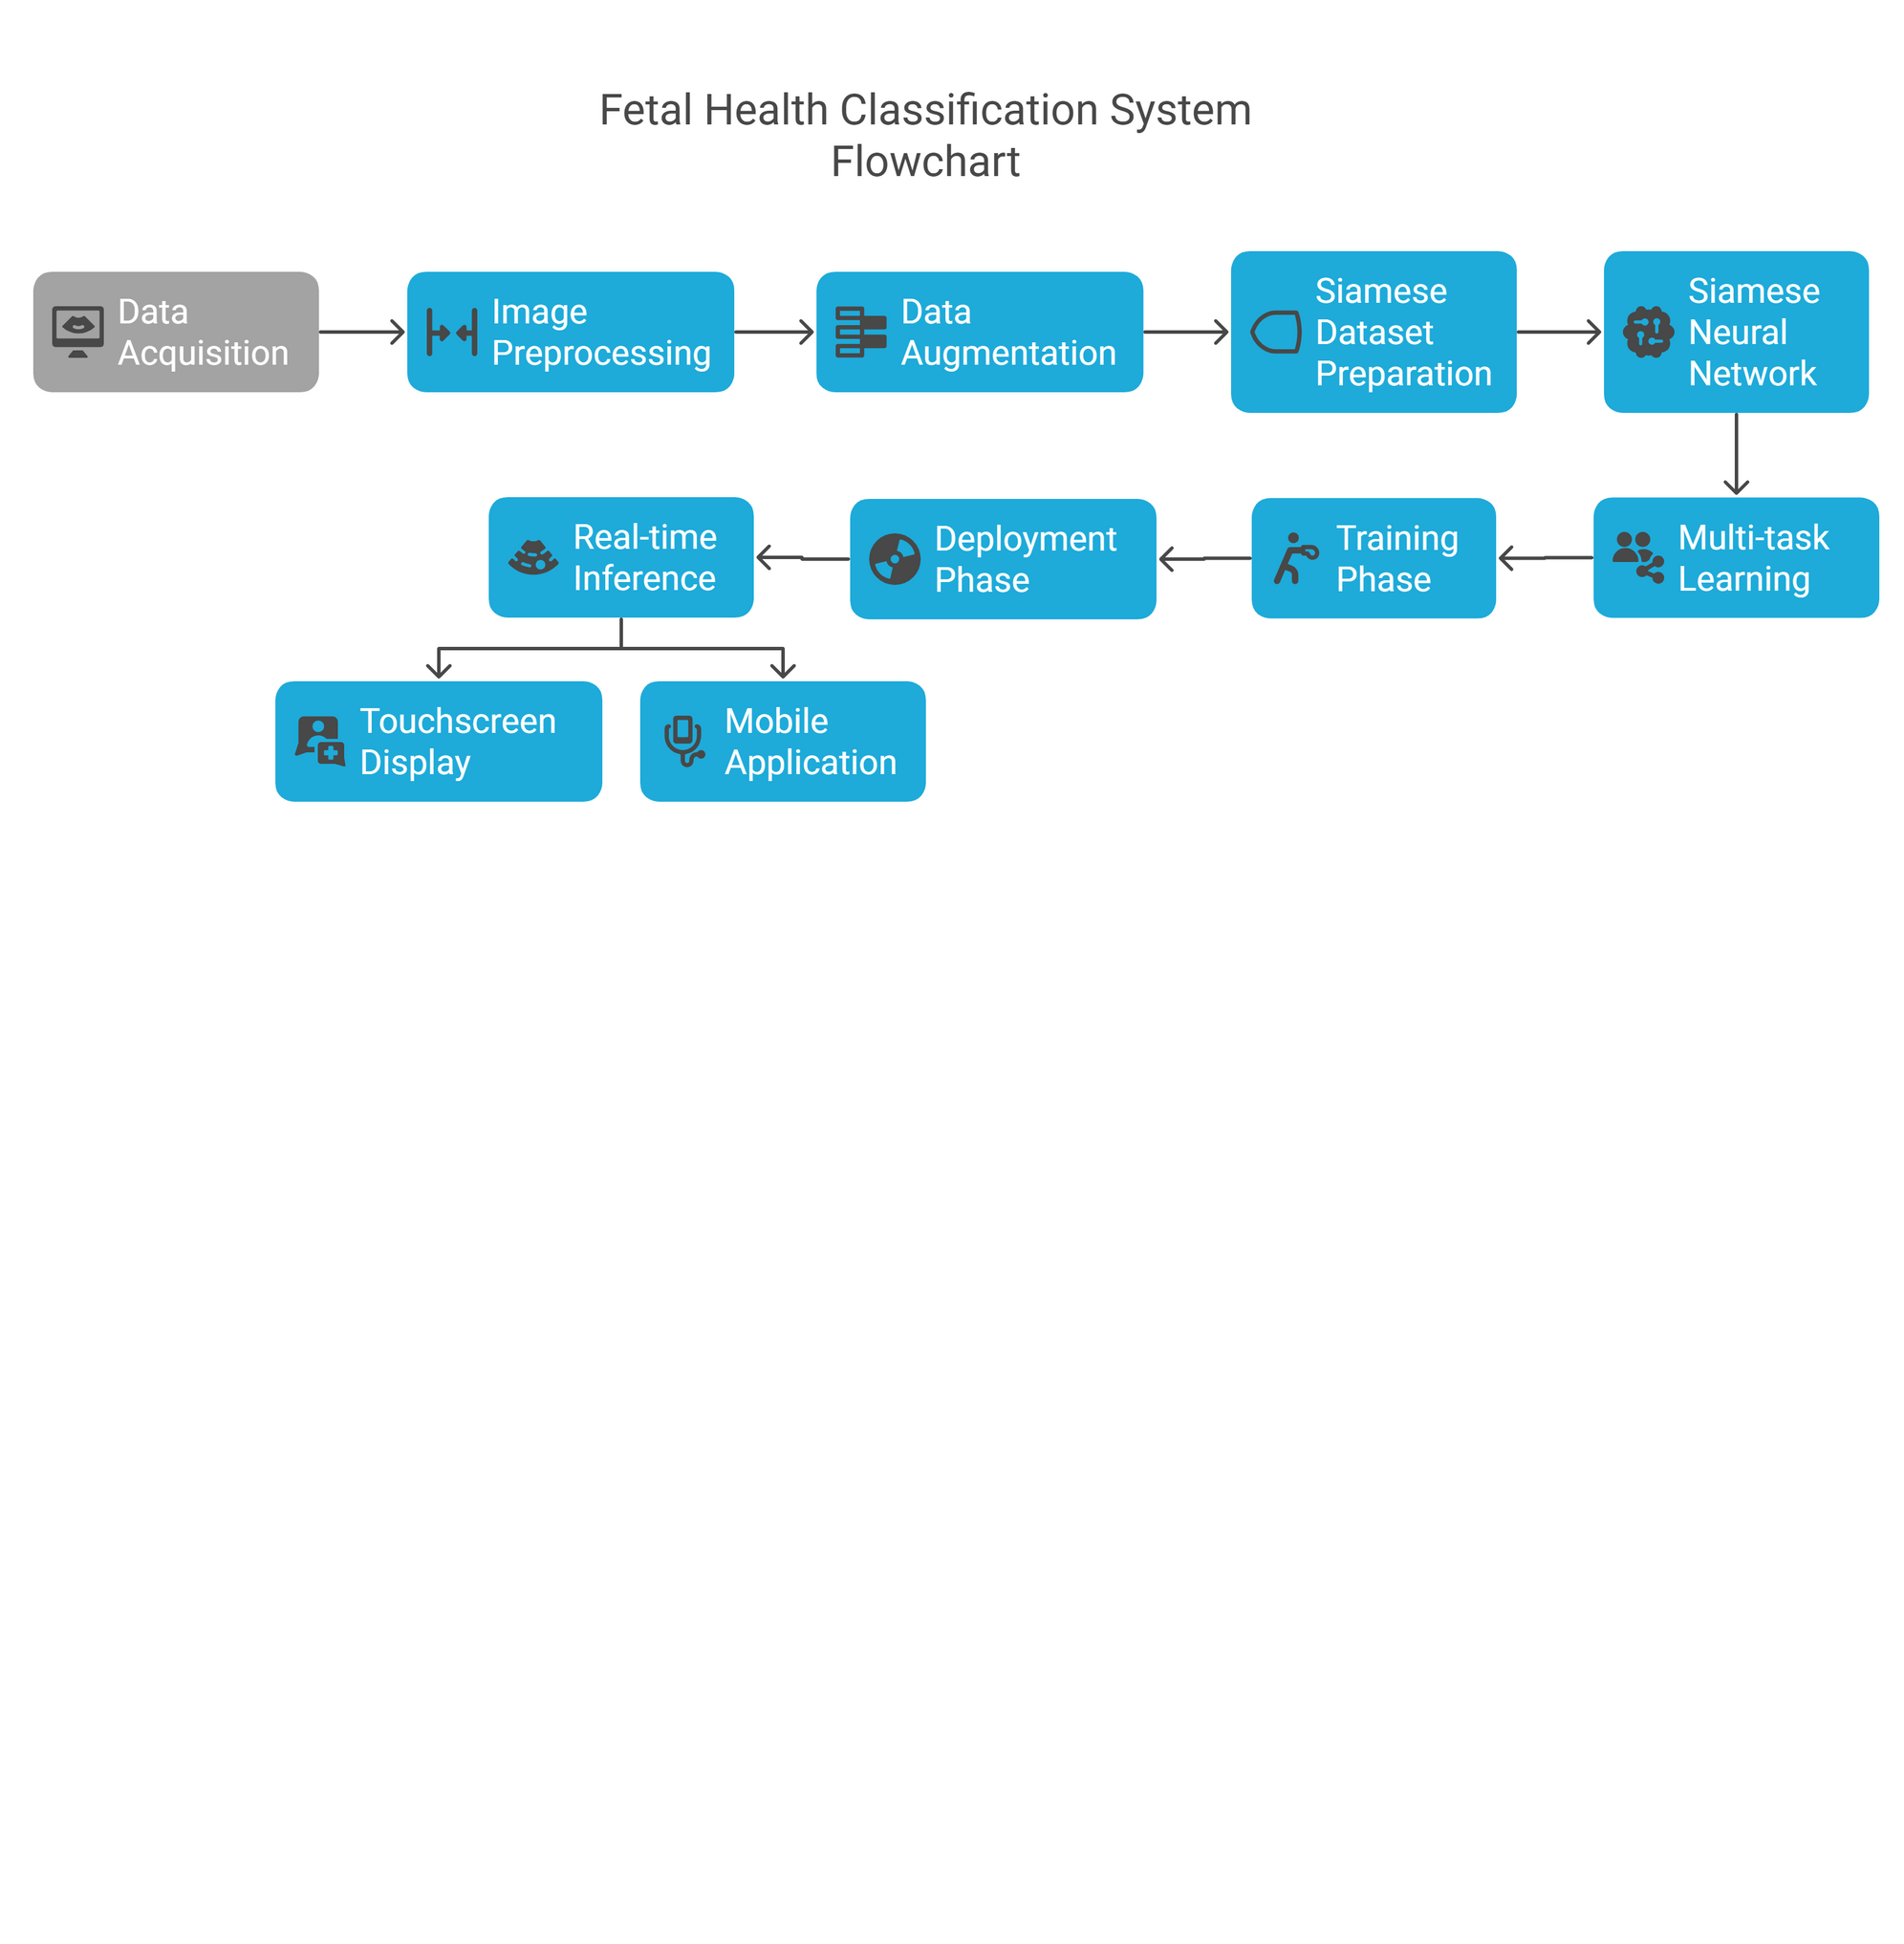 Fetal Health Classification System
Flowchart
Data
Acquisition
Image
Preprocessing
Data
Augmentation
Siamese
Dataset
Preparation
Siamese
Neural
Network
Multi-task
Learning
Training
Phase
Deployment
Phase
Real-time
Inference
Touchscreen
Display
Mobile
Application